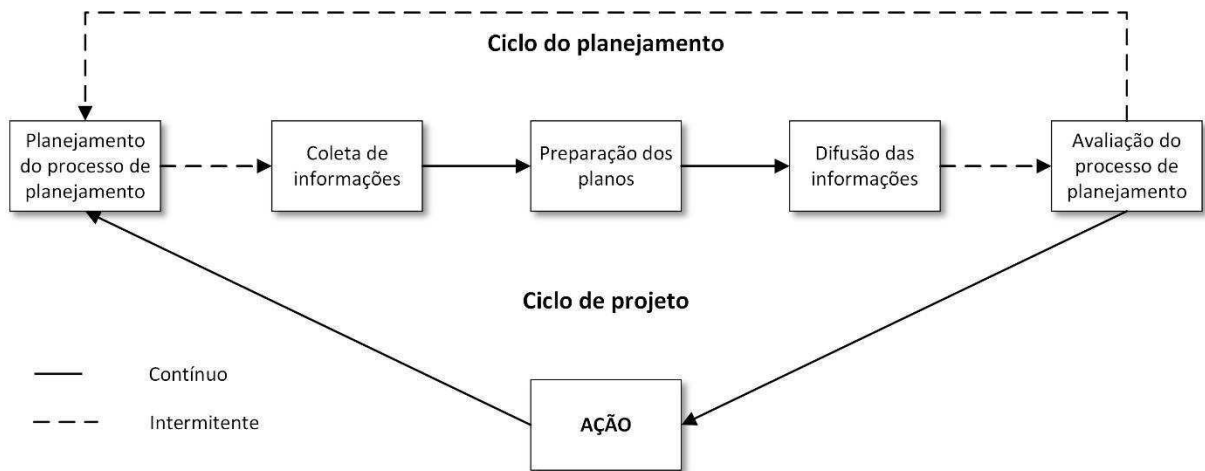 Ciclo do planejamento
Planejamento
do processo de
planejamento
Coleta de
informações
Preparação dos
planos
Difusão das
informações
Avaliação do
processo de
planejamento
Ciclo de projeto
Contínuo
Intermitente
AÇÃO